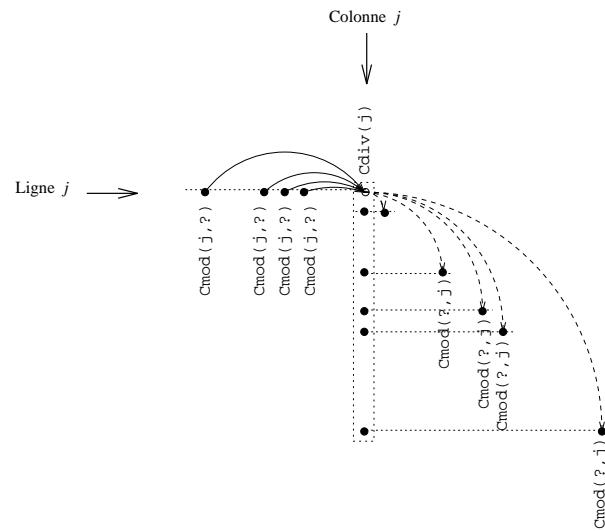 Colonne j
Cdiv(j)
Ligne j
Cmod(j,?)
Cmod(j,?)
Cmod(j,?)
Cmod(j,?)
Cmod(?,j)
Cmod(?,j)
Cmod(?,j)
Cmod(?,j)